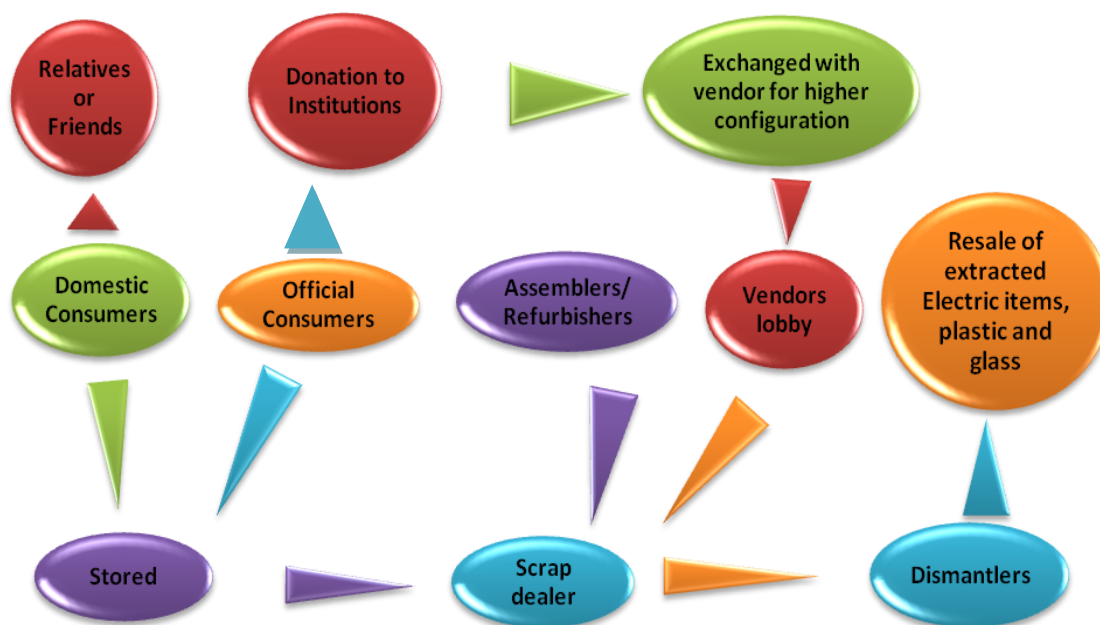 Relatives
or
Friends
Donation to
Institutions
Exchanged with
vendor for higher
configuration
Domestic
Consumers
Official
Consumers
Assemblers/
Refurbishers
Vendors
lobby
Resale of
extracted
Electric items,
plastic and
glass
Stored
Scrap
dealer
Dismantlers